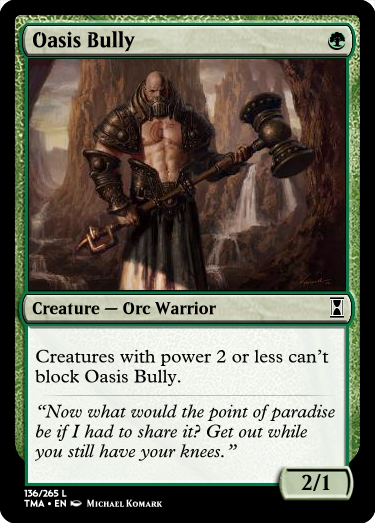 Oasis Bully
Creature — Orc Warrior
Creatures with power 2 or less can't
block Oasis Bully.
“Now what would the point of paradise
be if I had to share it? Get out while
you still have your knees.”
2/1
136/265 L
TMA • EN Michael Komark